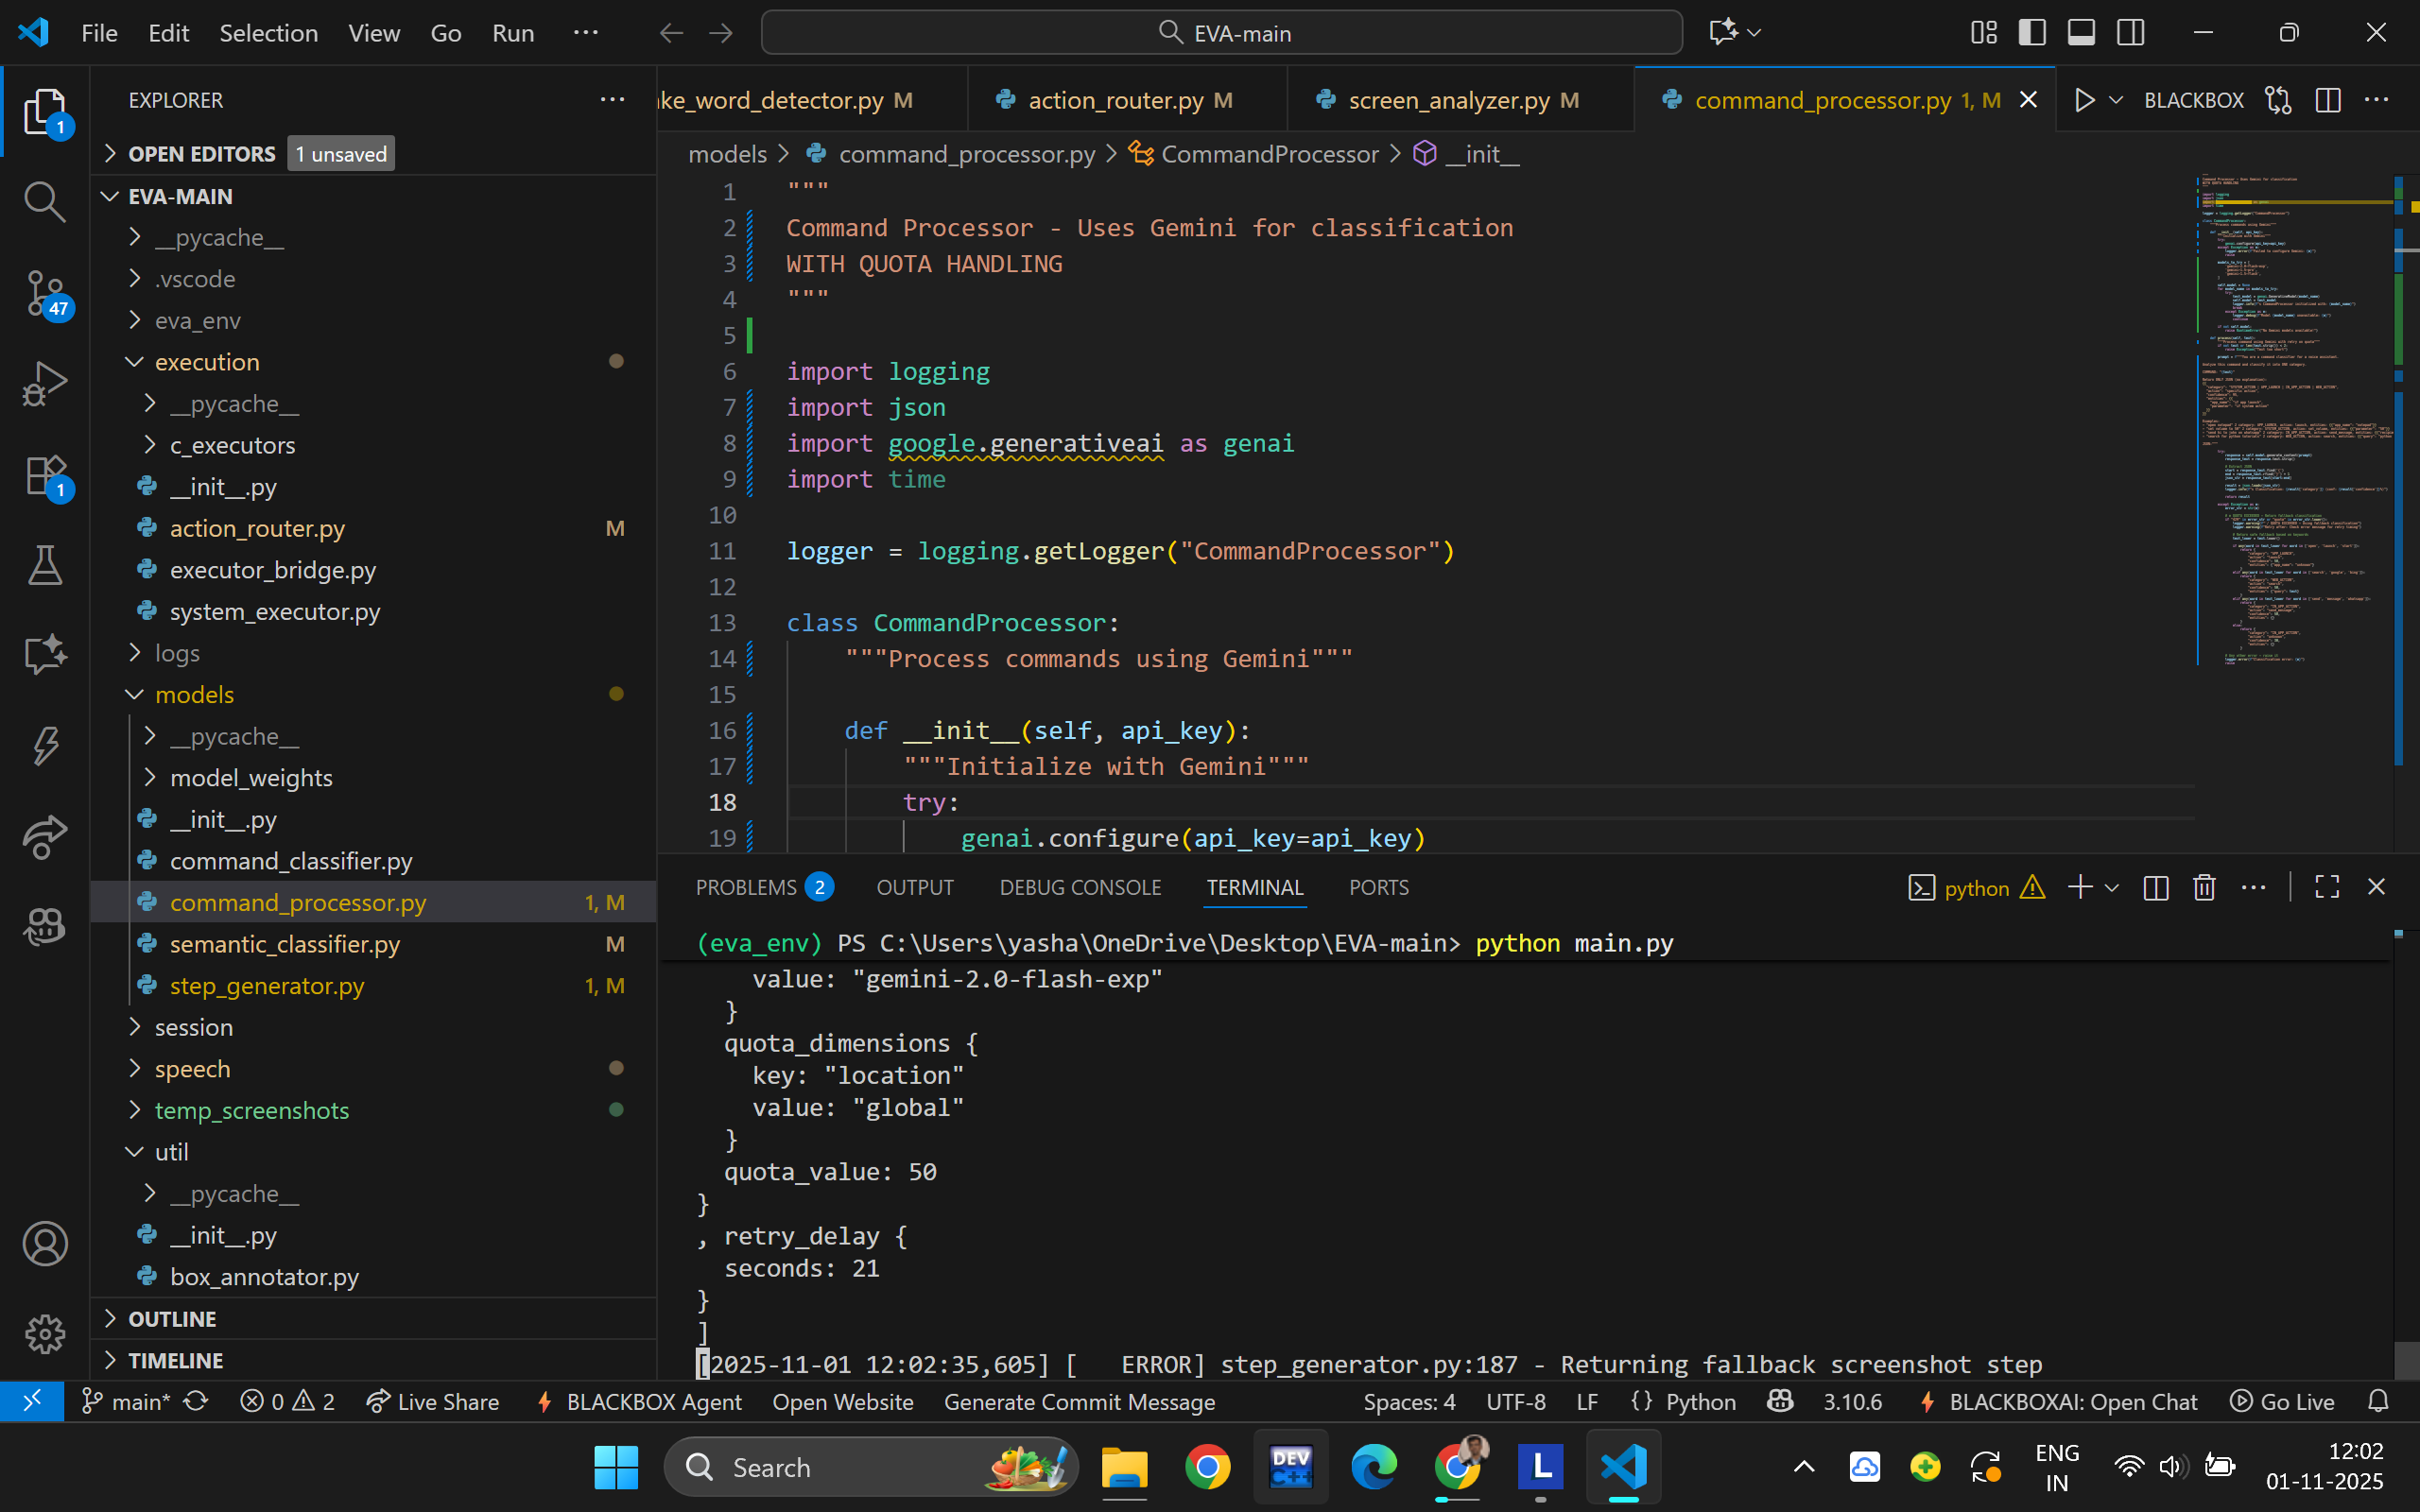 File Edit Selection View Go Run ···
EVA-main
EXPLORER
OPEN EDITORS 1 unsaved
EVA-MAIN
__pycache__
.vscode
eva_env
execution
__pycache__
c_executors
__init__.py
action_router.py M
executor_bridge.py
system_executor.py
logs
models
__pycache__
model_weights
__init__.py
command_classifier.py
command_processor.py 1, M
semantic_classifier.py M
step_generator.py 1, M
session
speech
temp_screenshots
util
__pycache__
__init__.py
box_annotator.py
OUTLINE
TIMELINE
1
47
1
ke_word_detector.py M
action_router.py M
screen_analyzer.py M
command_processor.py 1, M
BLACKBOX
models > command_processor.py > CommandProcessor > __init__
1 """
2 Command Processor - Uses Gemini for classification
3 WITH QUOTA HANDLING
4 """
5
6 import logging
7 import json
8 import google.generativeai as genai
9 import time
10
11 logger = logging.getLogger("CommandProcessor")
12
13 class CommandProcessor:
14 """Process commands using Gemini"""
15
16 def __init__(self, api_key):
17 """Initialize with Gemini"""
18 try:
19 genai.configure(api_key=api_key)
PROBLEMS 2 OUTPUT DEBUG CONSOLE TERMINAL PORTS
python
(eva_env) PS C:\Users\yasha\OneDrive\Desktop\EVA-main> python main.py
value: "gemini-2.0-flash-exp"
}
quota_dimensions {
key: "location"
value: "global"
}
quota_value: 50
}
, retry_delay {
seconds: 21
}
]
[2025-11-01 12:02:35,605] [ ERROR] step_generator.py:187 - Returning fallback screenshot step
main* 0 2 Live Share BLACKBOX Agent Open Website Generate Commit Message Spaces: 4 UTF-8 LF {} Python 3.10.6 BLACKBOXAI: Open Chat Go Live
Search
DEV
C++
L
ENG
IN
12:02
01-11-2025